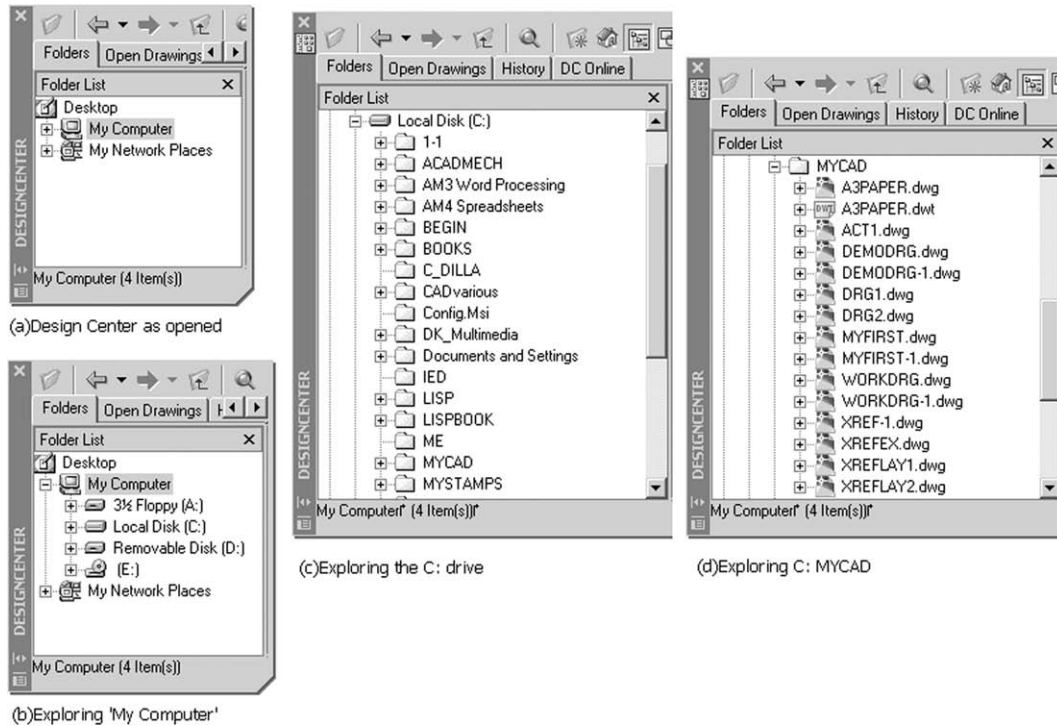 Folders
Open Drawings
Folder List
Desktop
My Computer
My Network Places
DESIGNCENTER
My Computer (4 Item(s))
(a)Design Center as opened
Folders
Open Drawings
Folder List
Desktop
My Computer
3½ Floppy (A:)
Local Disk (C:)
Removable Disk (D:)
(E:)
My Network Places
DESIGNCENTER
My Computer (4 Item(s))
(b)Exploring 'My Computer'
Folders
Open Drawings
History
DC Online
Folder List
Local Disk (C:)
1-1
ACADMECH
AM3 Word Processing
AM4 Spreadsheets
BEGIN
BOOKS
C_DILLA
CADvarious
Config.Msi
DK_Multimedia
Documents and Settings
IED
LISP
LISPBOOK
ME
MYCAD
MYSTAMPS
DESIGNCENTER
My Computer (4 Item(s))
(c)Exploring the C: drive
Folders
Open Drawings
History
DC Online
Folder List
MYCAD
A3PAPER.dwg
DWT
A3PAPER.dwt
ACT1.dwg
DEMODRG.dwg
DEMODRG-1.dwg
DRG1.dwg
DRG2.dwg
MYFIRST.dwg
MYFIRST-1.dwg
WORKDRG.dwg
WORKDRG-1.dwg
XREF-1.dwg
XREFEX.dwg
XREFLAY1.dwg
XREFLAY2.dwg
DESIGNCENTER
My Computer (4 Item(s))
(d)Exploring C: MYCAD